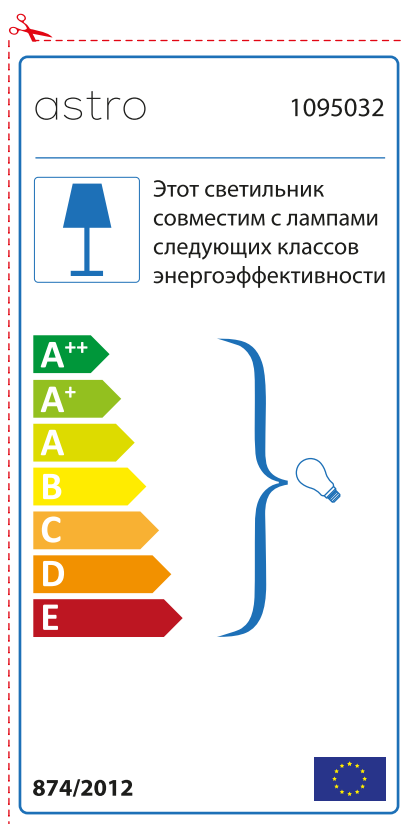 astro
1095032
Этот светильник
совместим с лампами
следующих классов
энергоэффективности
A++
A+
A
B
C
D
E
874/2012